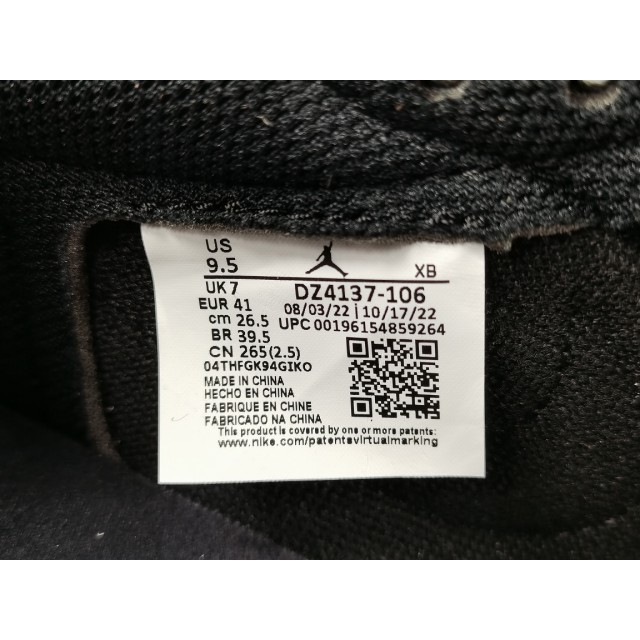 US
9.5 XB
UK 7 DZ4137-106
EUR 41 08/03/22 | 10/17/22
cm 26.5 UPC 00196154859264
BR 39.5
CN 265(2.5)
04THFGK94GIKO
MADE IN CHINA
HECHO EN CHINA
FABRIQUE EN CHINE
FABRICADO NA CHINA
This product is covered by one or more patents:
www.nike.com/patentsvirtualmarking